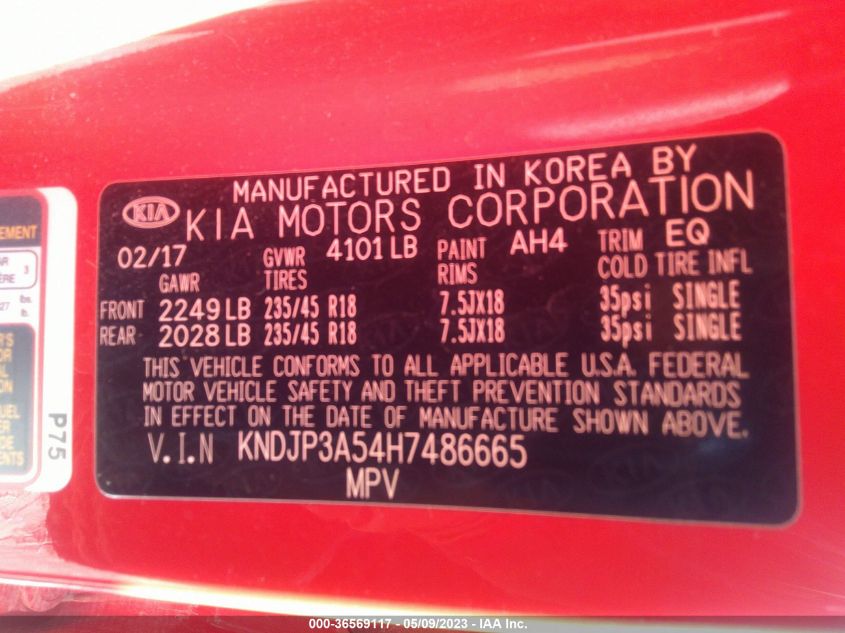 MANUFACTURED IN KOREA BY
KIA KIA MOTORS CORPORATION
02/17 GVWR 4101 LB PAINT AH4 TRIM EQ
GAWR TIRES RIMS COLD TIRE INFL
FRONT 2249 LB 235/45 R18 7.5JX18 35psi SINGLE
REAR 2028 LB 235/45 R18 7.5JX18 35psi SINGLE
THIS VEHICLE CONFORMS TO ALL APPLICABLE U.S.A. FEDERAL
MOTOR VEHICLE SAFETY AND THEFT PREVENTION STANDARDS
IN EFFECT ON THE DATE OF MANUFACTURE SHOWN ABOVE.
V.I.N KNDJP3A54H7486665
MPV
EMENT
3
27 lbs.
P75
000-36569117 - 05/09/2023 - IAA Inc.